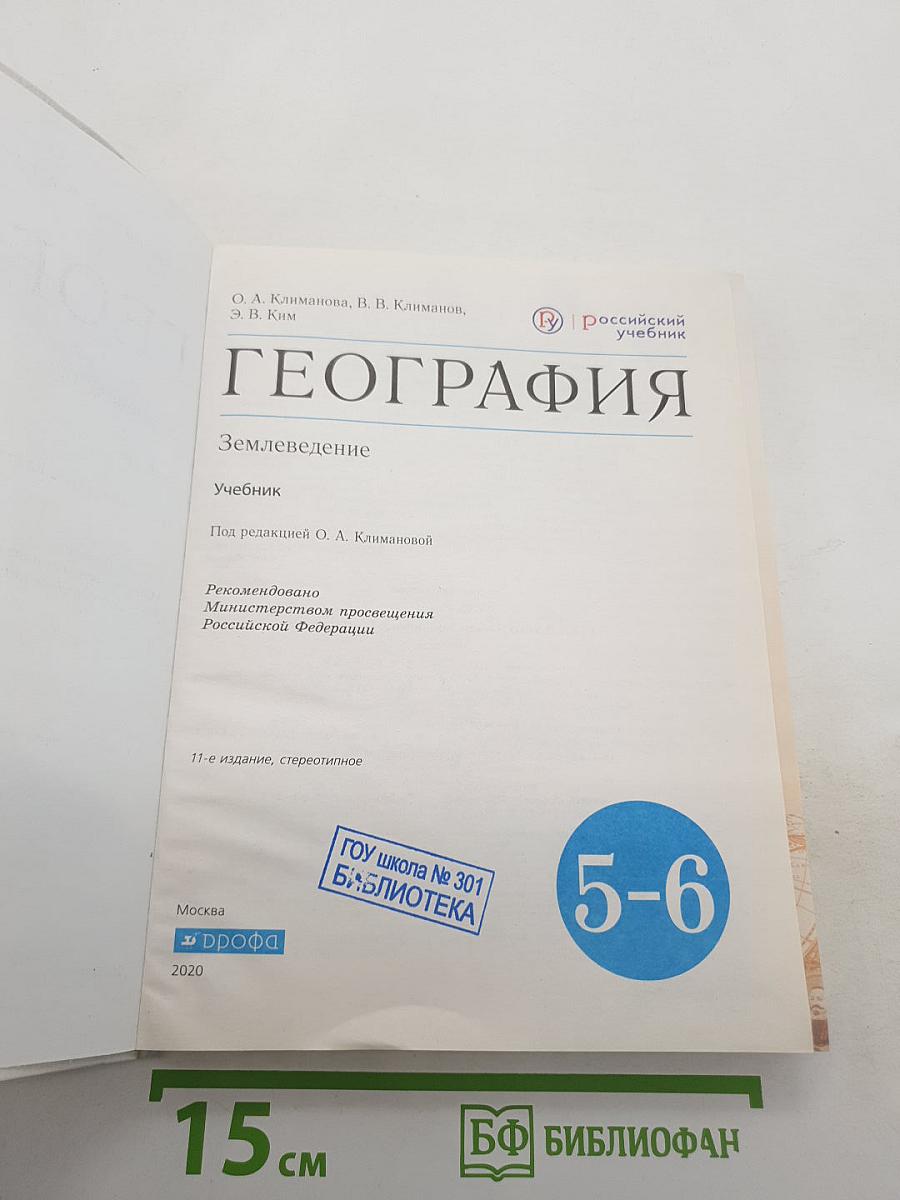 О. А. Климанова, В. В. Климанов,
Э. В. Ким
РУ | российский
учебник
ГЕОГРАФИЯ
Землеведение
Учебник
Под редакцией О. А. Климановой
Рекомендовано
Министерством просвещения
Российской Федерации
11-е издание, стереотипное
ГОУ школа № 301
БИБЛИОТЕКА
5–6
Москва
дрофа
2020
15 см
БФ БИБЛИОФАН